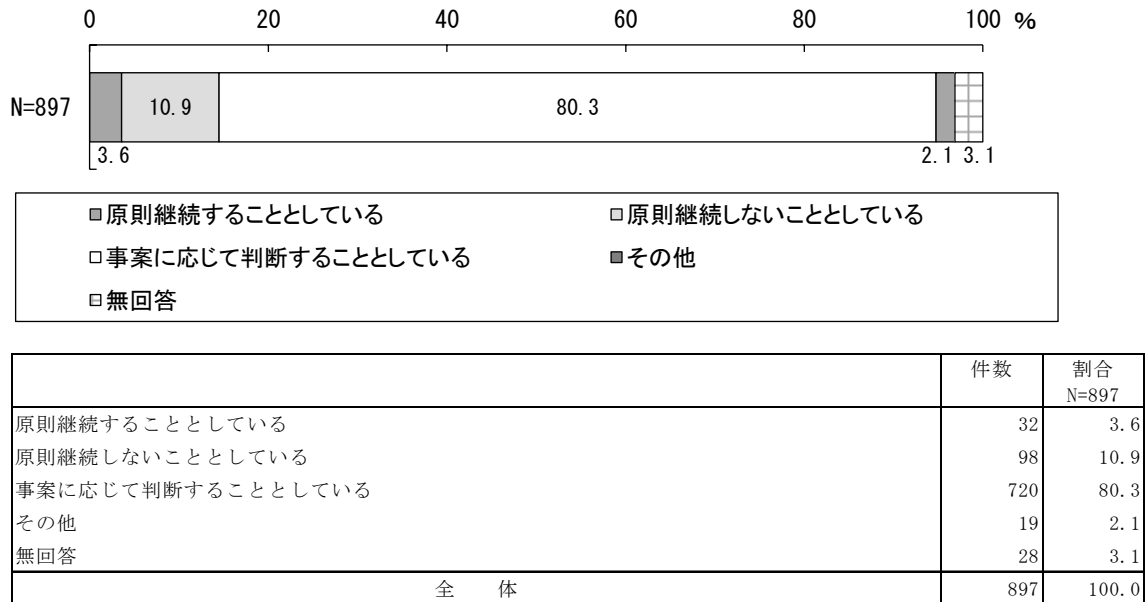 0 20 40 60 80 100 %
N=897 10.9 80.3
3.6 2.1 3.1
原則継続することとしている 原則継続しないこととしている
事案に応じて判断することとしている その他
無回答
件数 割合
N=897
原則継続することとしている 32 3.6
原則継続しないこととしている 98 10.9
事案に応じて判断することとしている 720 80.3
その他 19 2.1
無回答 28 3.1
全 体 897 100.0